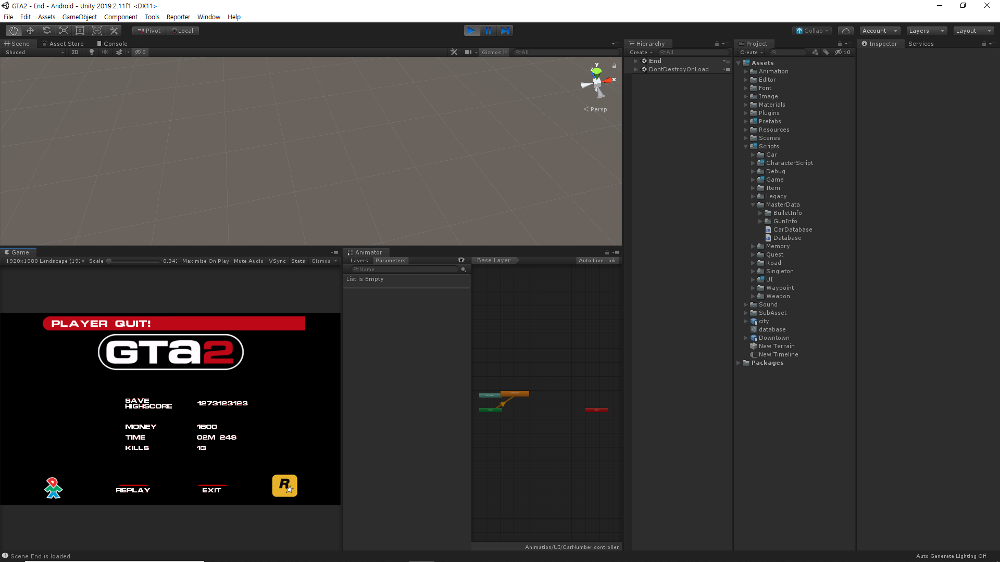 GTA2 - End - Android - Unity 2019.2.11f1 <DX11>
File Edit Assets GameObject Component Tools Reporter Window Help
Pivot Local
Collab Account Layers Layout
Scene Asset Store Console
Shaded 2D 0 Gizmos All
y
z
x
Persp
Hierarchy
Create All
End
DontDestroyOnLoad
Project
Create 10
Assets
Animation
Editor
Font
Image
Materials
Plugins
Prefabs
Resources
Scenes
Scripts
Car
CharacterScript
Debug
Game
Item
Legacy
MasterData
BulletInfo
GunInfo
CarDatabase
Database
Memory
Quest
Road
Singleton
UI
Waypoint
Weapon
Sound
SubAsset
city
database
Downtown
New Terrain
New Timeline
Packages
Inspector Services
Game
1920x1080 Landscape (19: Scale 0.34: Maximize On Play Mute Audio VSync Stats Gizmos
PLAYER QUIT!
GTA2
SAVE
HIGHSCORE 1273123123
MONEY 1600
TIME 02M 24S
KILLS 13
REPLAY EXIT
R
Animator
Layers Parameters Base Layer Auto Live Link
Name
List is Empty
Animation/UI/CarNumber.controller
Scene End is loaded
Auto Generate Lighting Off